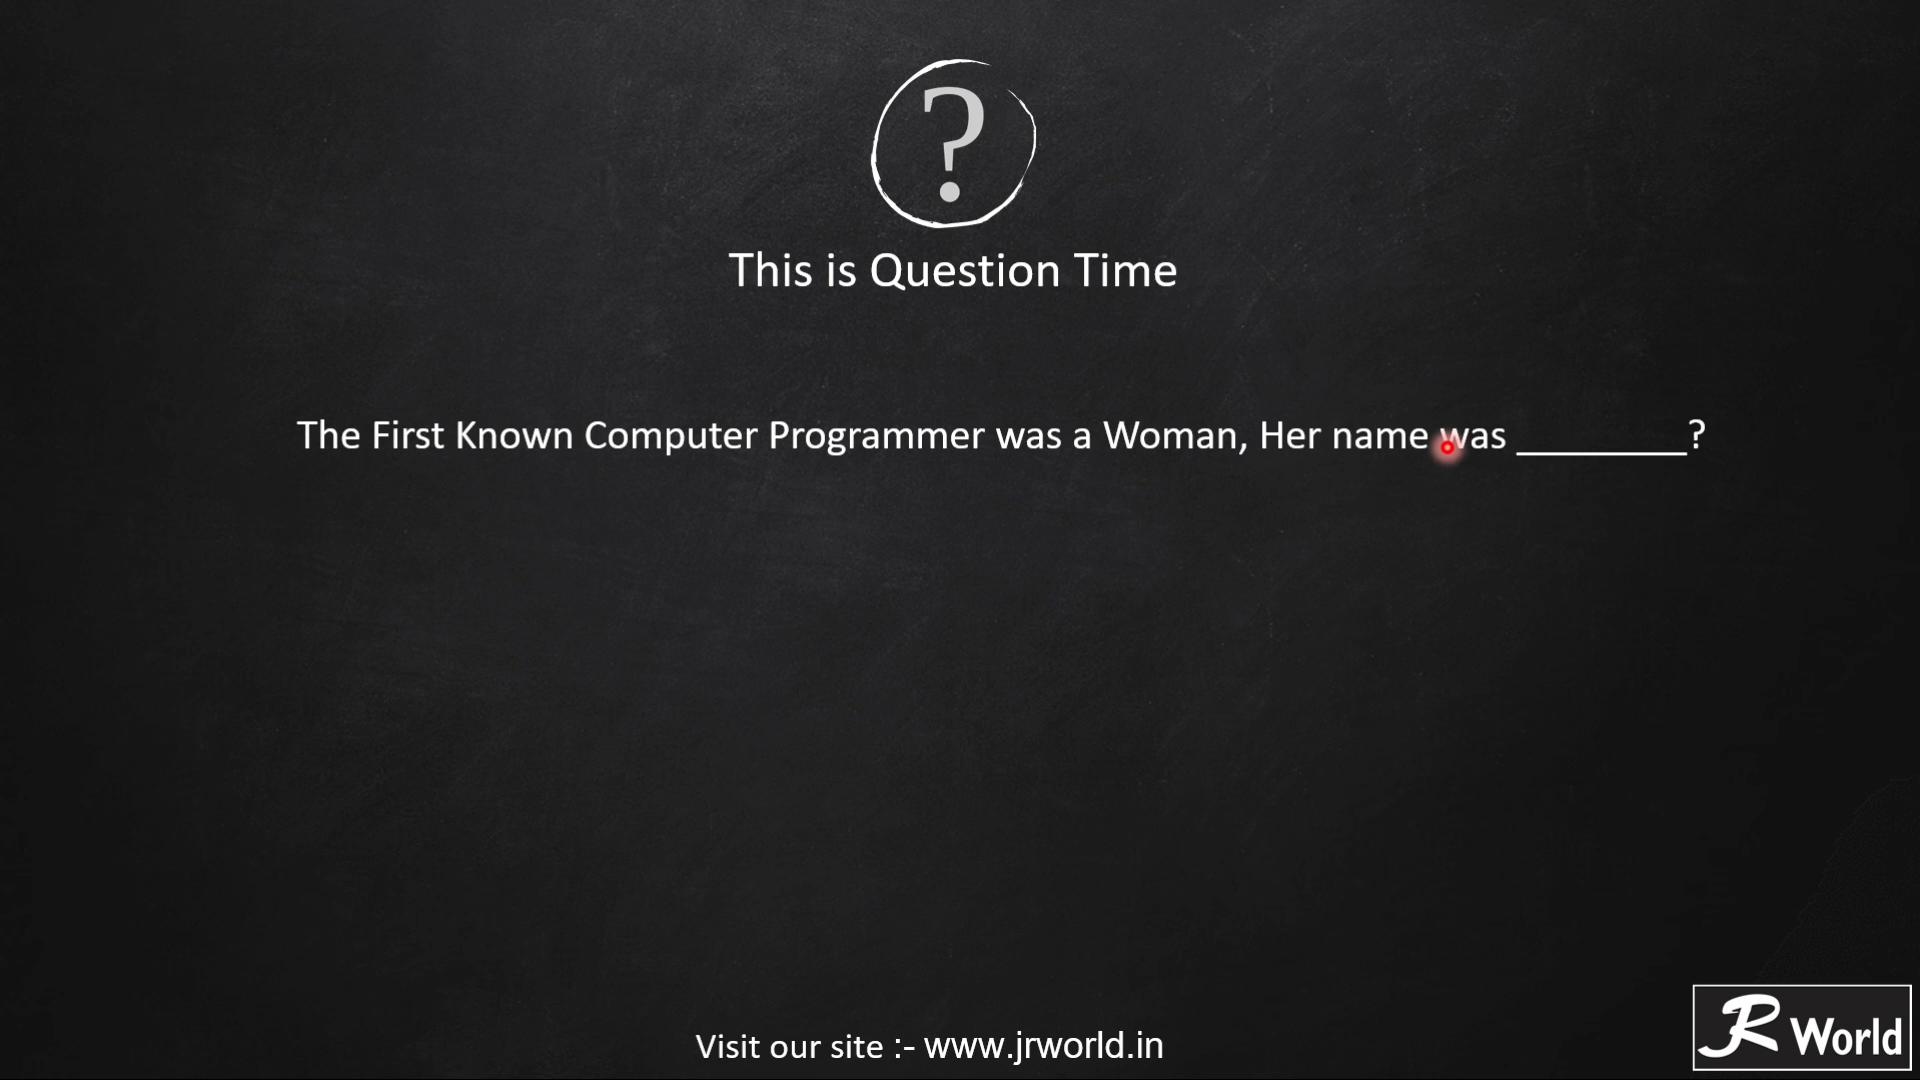 ?
This is Question Time
The First Known Computer Programmer was a Woman, Her name was ________?
Visit our site :- www.jrworld.in
JR World